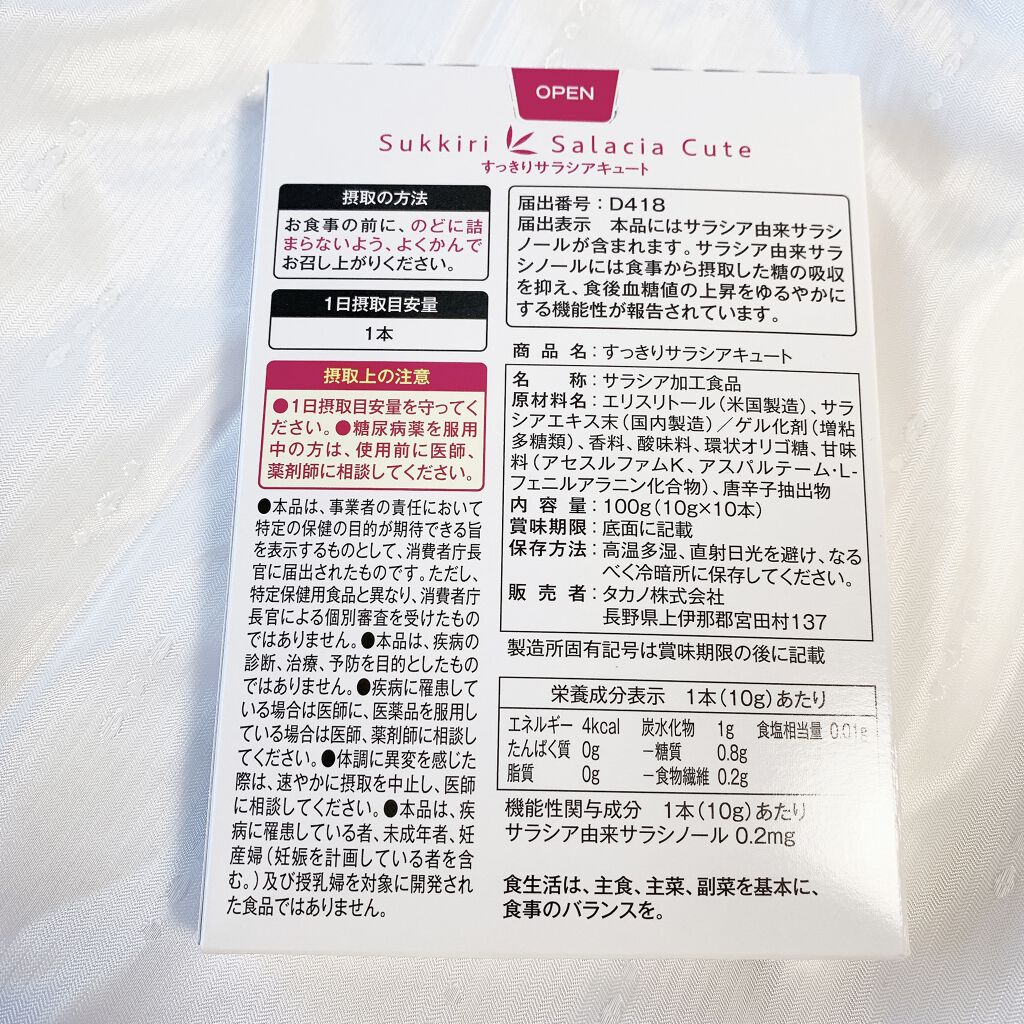 OPEN
Sukkiri Salacia Cute
すっきりサラシアキュート
摂取の方法
お食事の前に、のどに詰
まらないよう、よくかんで
お召し上がりください。
1日摂取目安量
1本
摂取上の注意
●1日摂取目安量を守ってく
ださい。●糖尿病薬を服用
中の方は、使用前に医師、
薬剤師に相談してください。
●本品は、事業者の責任において
特定の保健の目的が期待できる旨
を表示するものとして、消費者庁長
官に届出されたものです。ただし、
特定保健用食品と異なり、消費者庁
長官による個別審査を受けたもの
ではありません。●本品は、疾病の
診断、治療、予防を目的としたもの
ではありません。●疾病に罹患して
いる場合は医師に、医薬品を服用し
ている場合は医師、薬剤師に相談し
てください。●体調に異変を感じた
際は、速やかに摂取を中止し、医師
に相談してください。●本品は、疾
病に罹患している者、未成年者、妊
産婦(妊娠を計画している者を含
む。)及び授乳婦を対象に開発され
た食品ではありません。
届出番号:D418
届出表示 本品にはサラシア由来サラシ
ノールが含まれます。サラシア由来サラ
シノールには食事から摂取した糖の吸収
を抑え、食後血糖値の上昇をゆるやかに
する機能性が報告されています。
商品名:すっきりサラシアキュート
名称:サラシア加工食品
原材料名:エリスリトール(米国製造)、サラ
シアエキス末(国内製造)/ゲル化剤(増粘
多糖類)、香料、酸味料、環状オリゴ糖、甘味
料(アセスルファムK、アスパルテーム・L-
フェニルアラニン化合物)、唐辛子抽出物
内容量:100g(10g×10本)
賞味期限:底面に記載
保存方法:高温多湿、直射日光を避け、なる
べく冷暗所に保存してください。
販売者:タカノ株式会社
長野県上伊那郡宮田村137
製造所固有記号は賞味期限の後に記載
栄養成分表示 1本(10g)あたり
エネルギー 4kcal 炭水化物 1g 食塩相当量 0.01g
たんぱく質 0g −糖質 0.8g
脂質 0g −食物繊維 0.2g
機能性関与成分 1本(10g)あたり
サラシア由来サラシノール 0.2mg
食生活は、主食、主菜、副菜を基本に、
食事のバランスを。